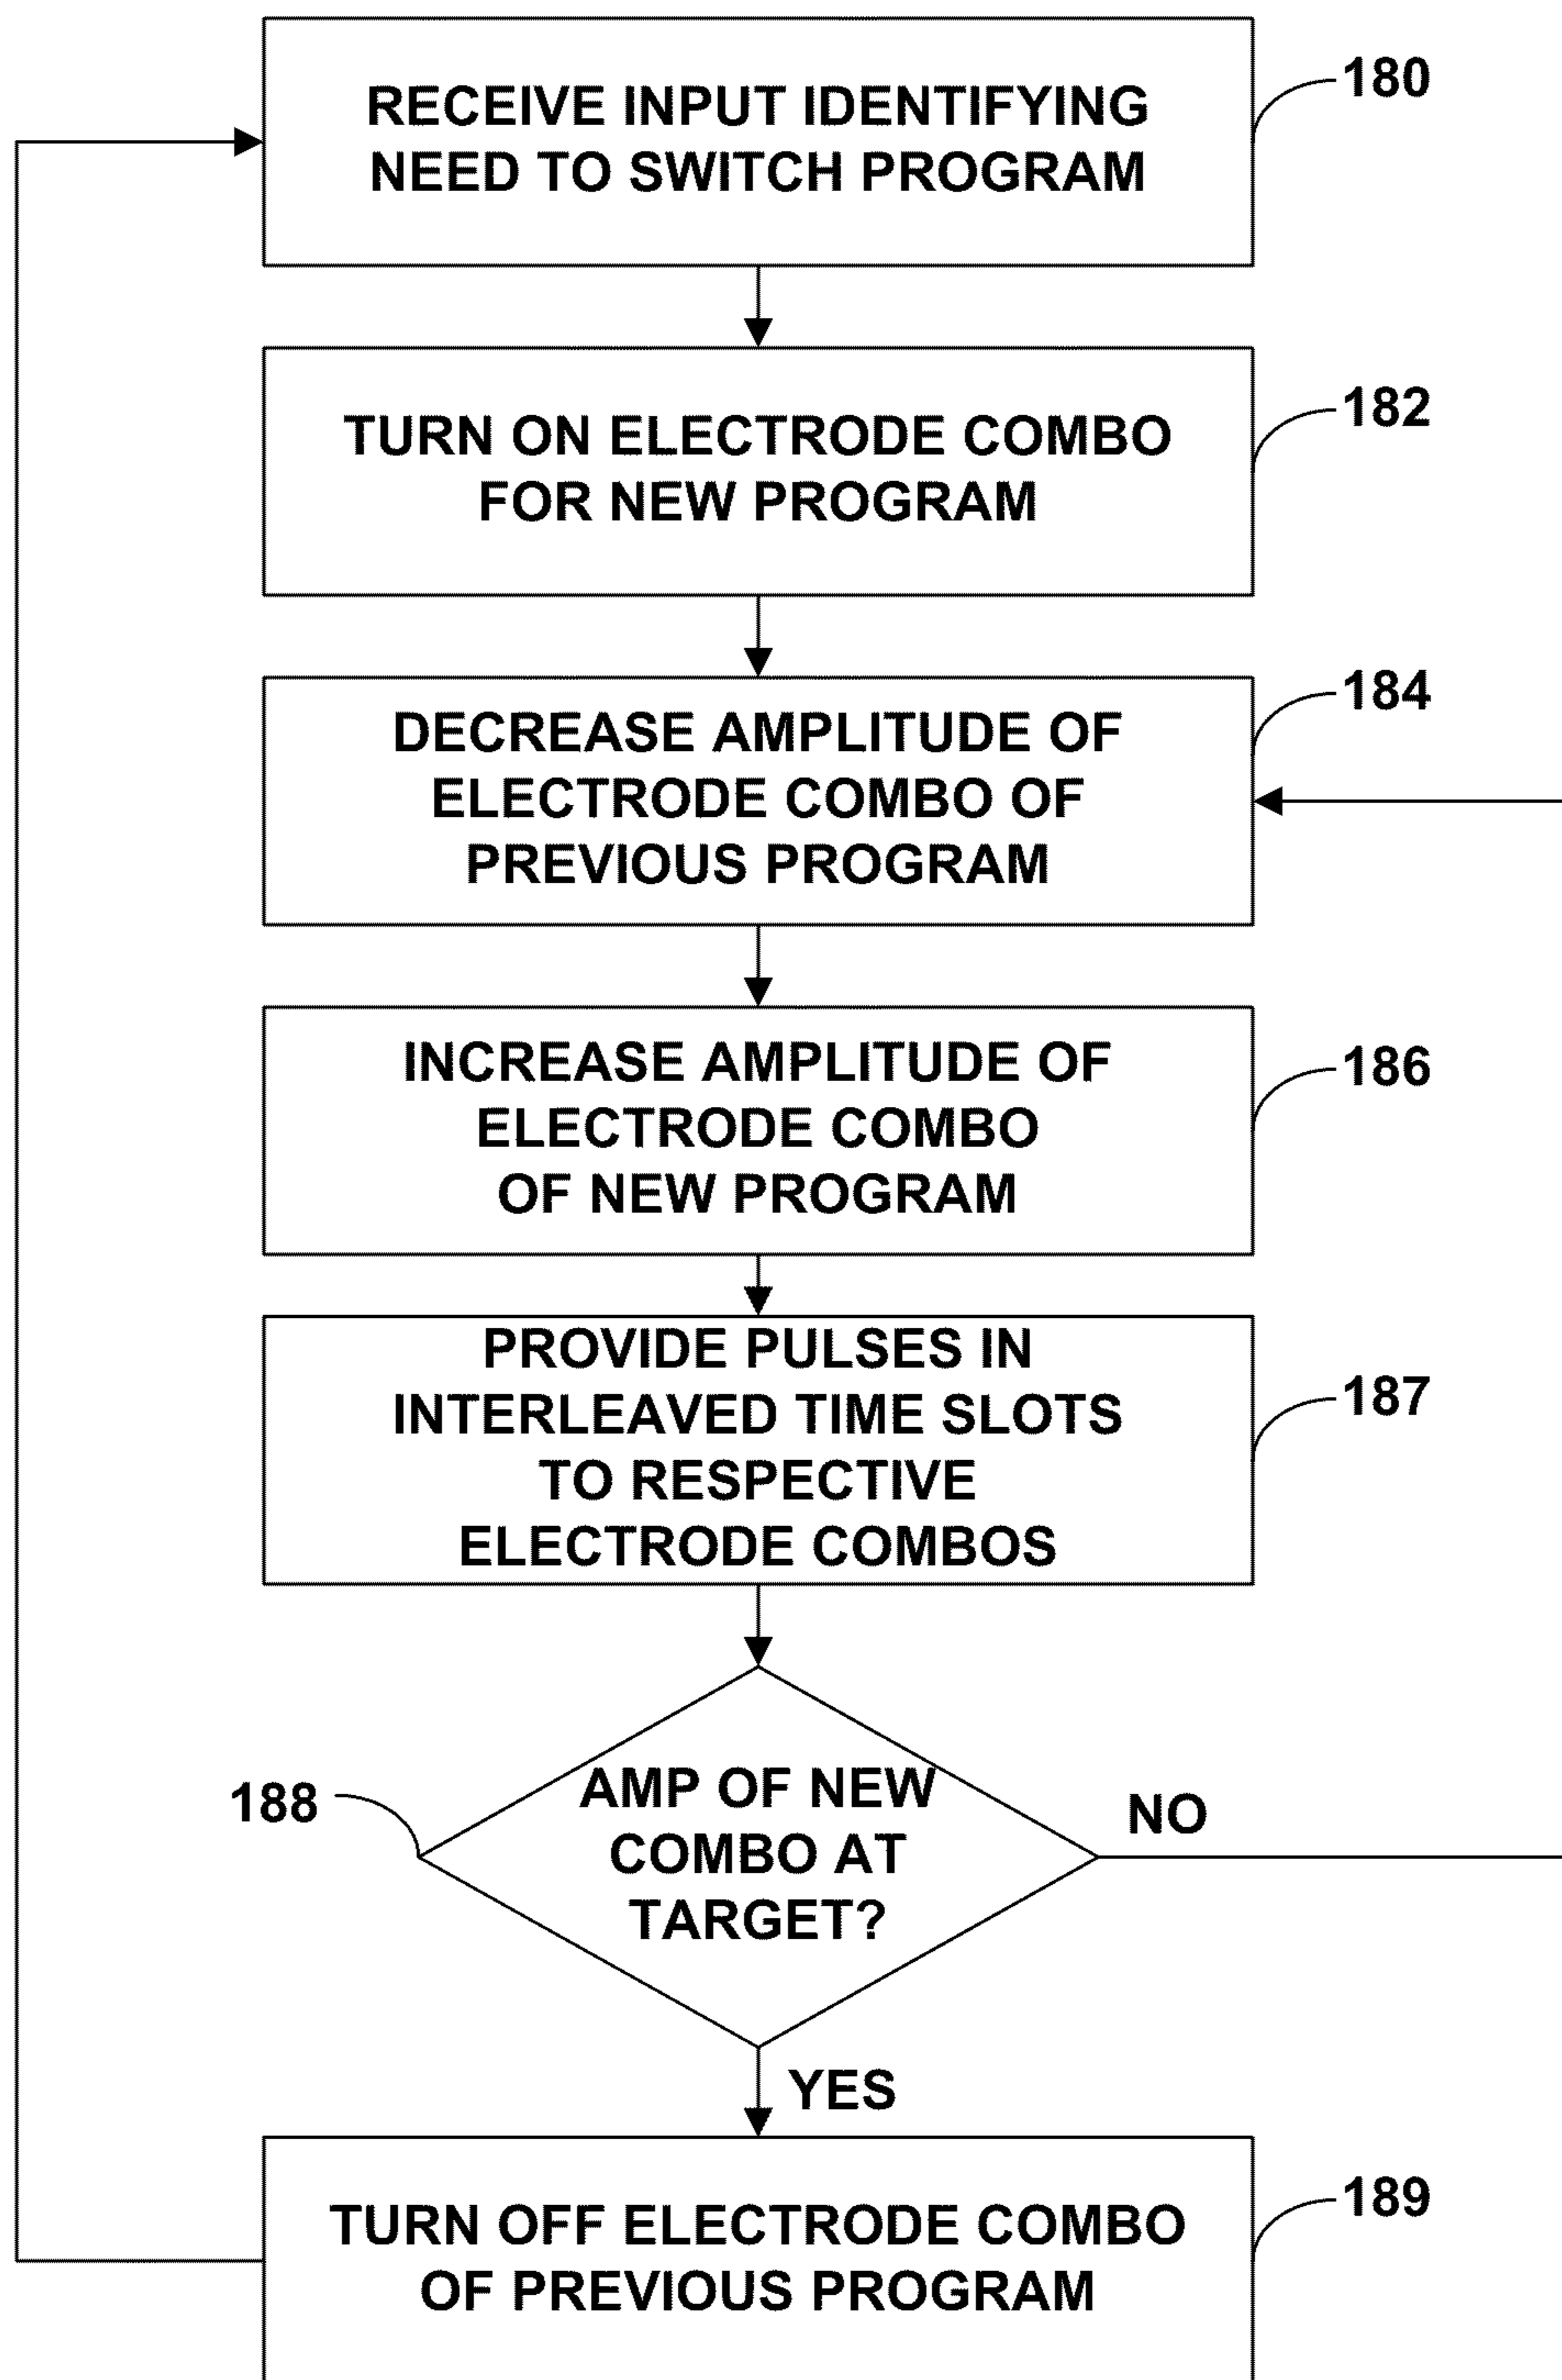 RECEIVE INPUT IDENTIFYING
NEED TO SWITCH PROGRAM
180
TURN ON ELECTRODE COMBO
FOR NEW PROGRAM
182
DECREASE AMPLITUDE OF
ELECTRODE COMBO OF
PREVIOUS PROGRAM
184
INCREASE AMPLITUDE OF
ELECTRODE COMBO
OF NEW PROGRAM
186
PROVIDE PULSES IN
INTERLEAVED TIME SLOTS
TO RESPECTIVE
ELECTRODE COMBOS
187
188
AMP OF NEW
COMBO AT
TARGET?
NO
YES
TURN OFF ELECTRODE COMBO
OF PREVIOUS PROGRAM
189